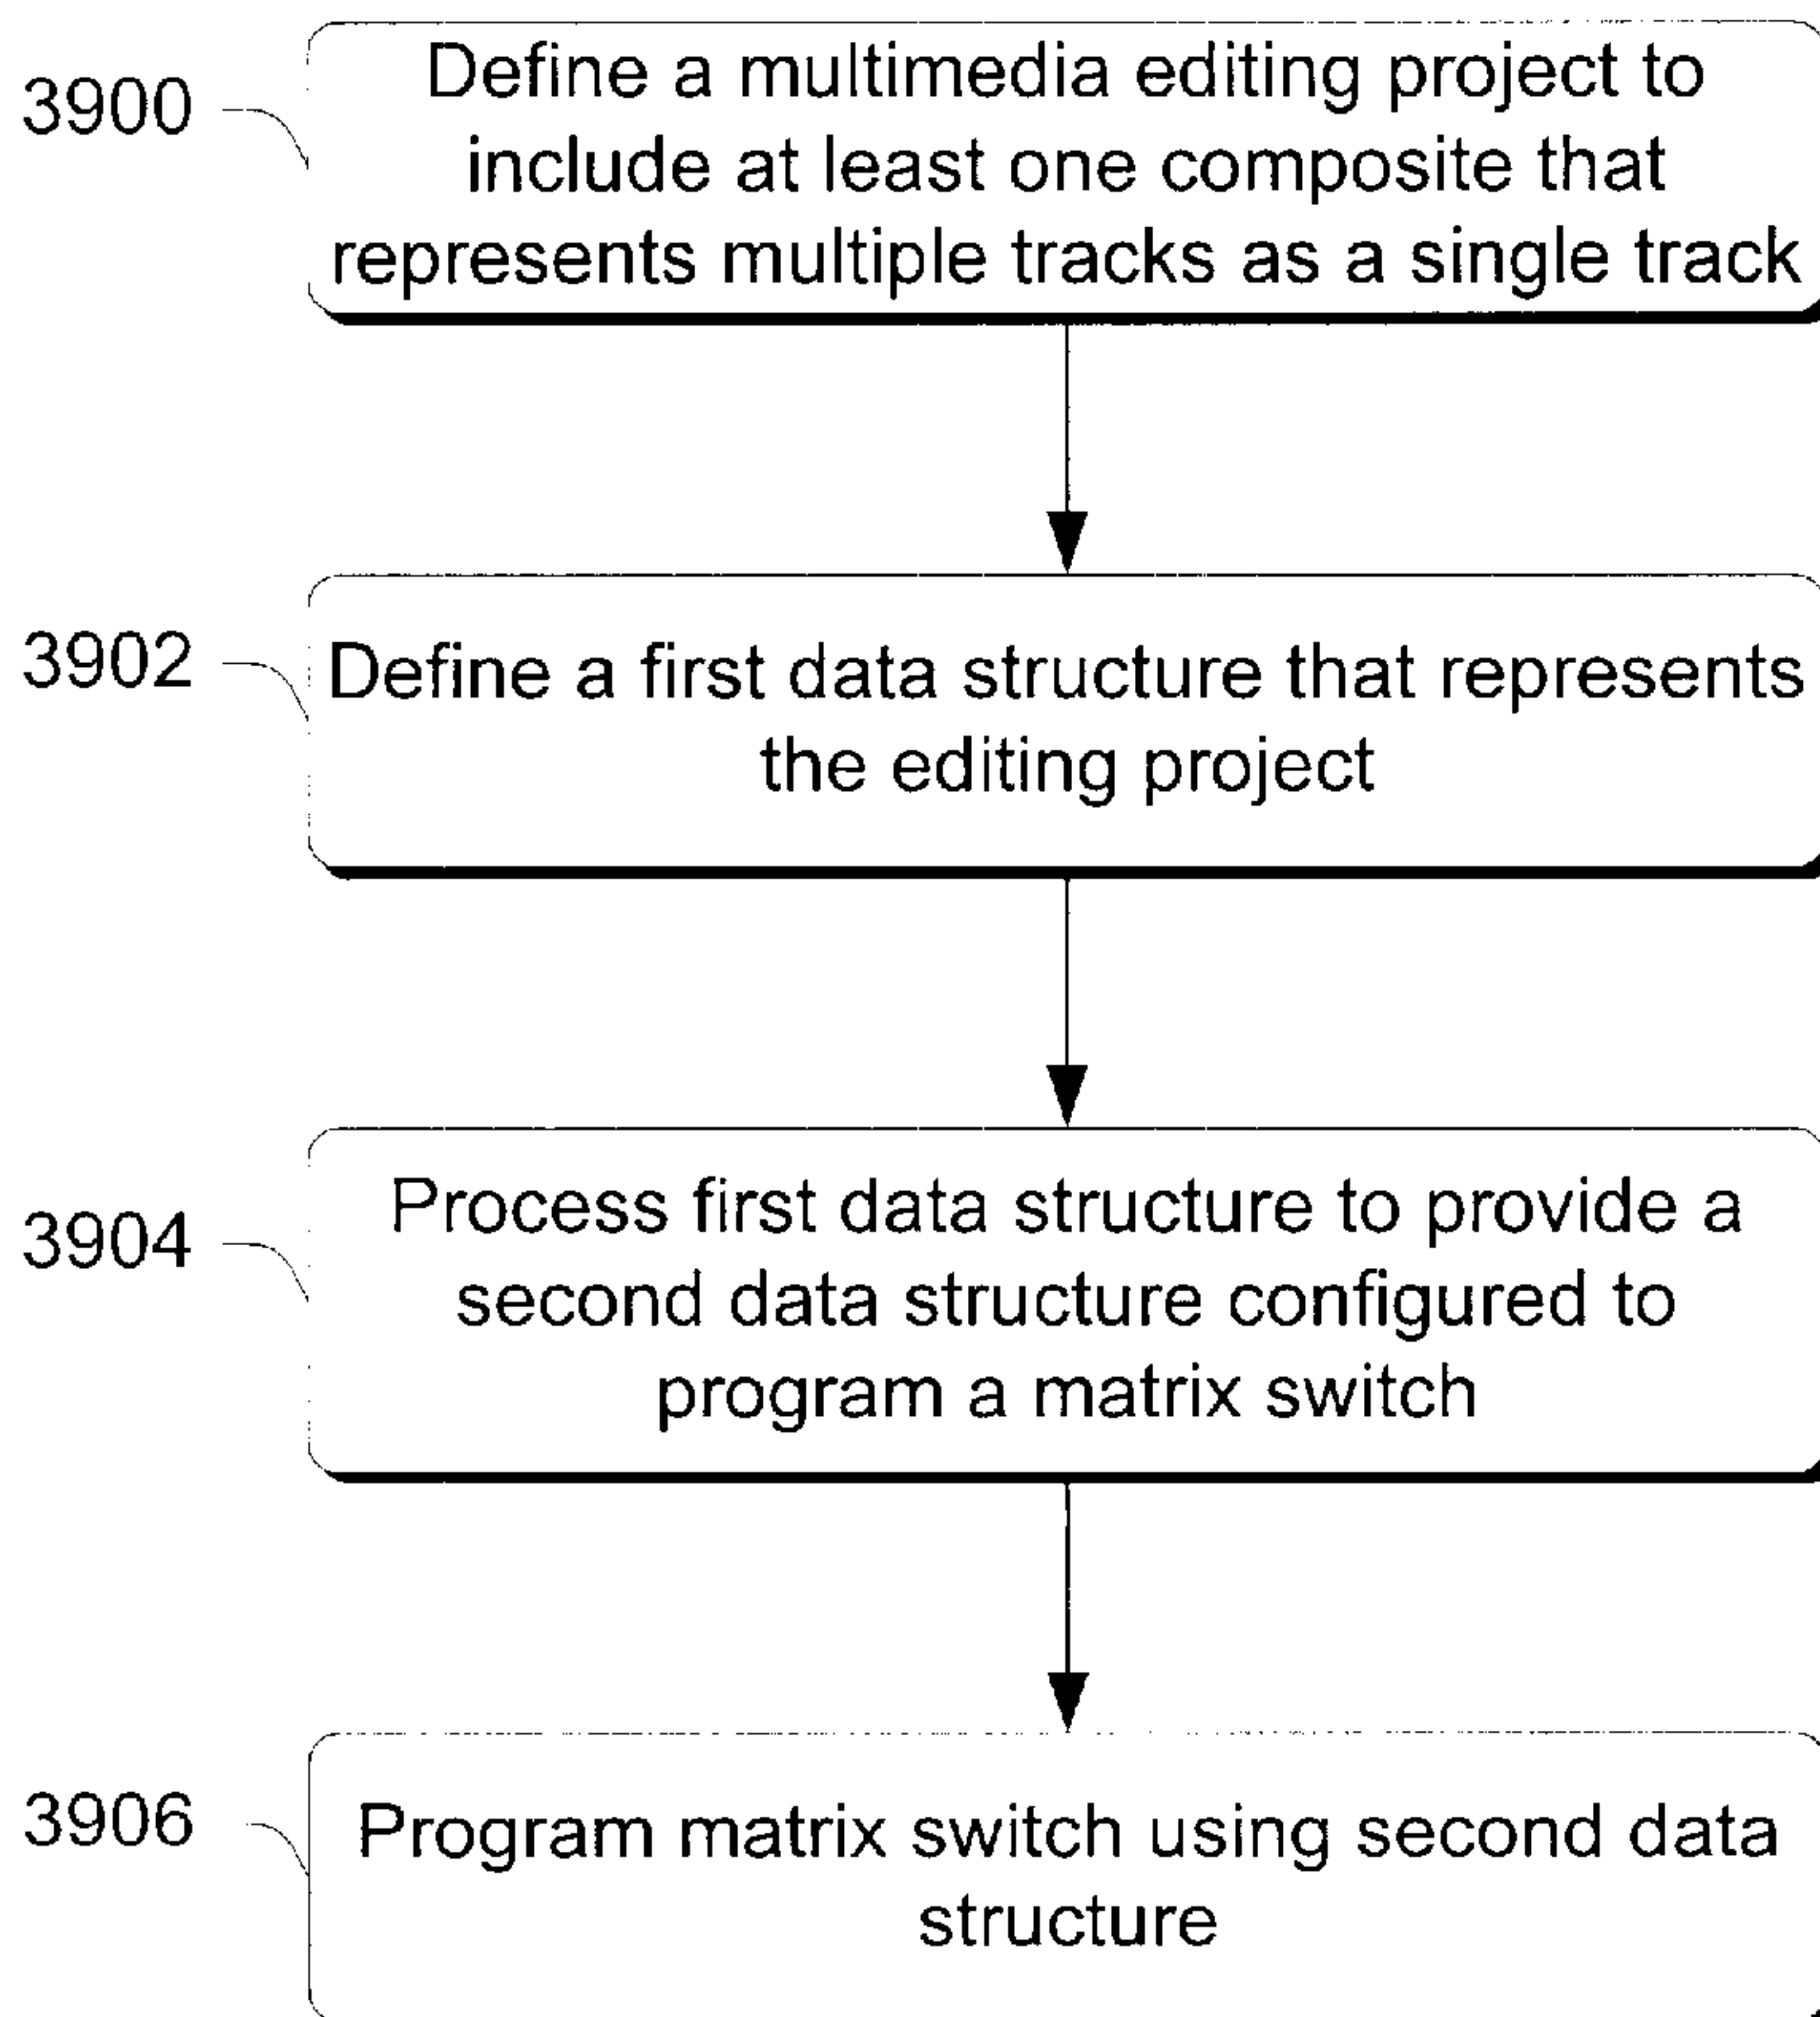 3900
Define a multimedia editing project to
include at least one composite that
represents multiple tracks as a single track
3902
Define a first data structure that represents
the editing project
3904
Process first data structure to provide a
second data structure configured to
program a matrix switch
3906
Program matrix switch using second data
structure